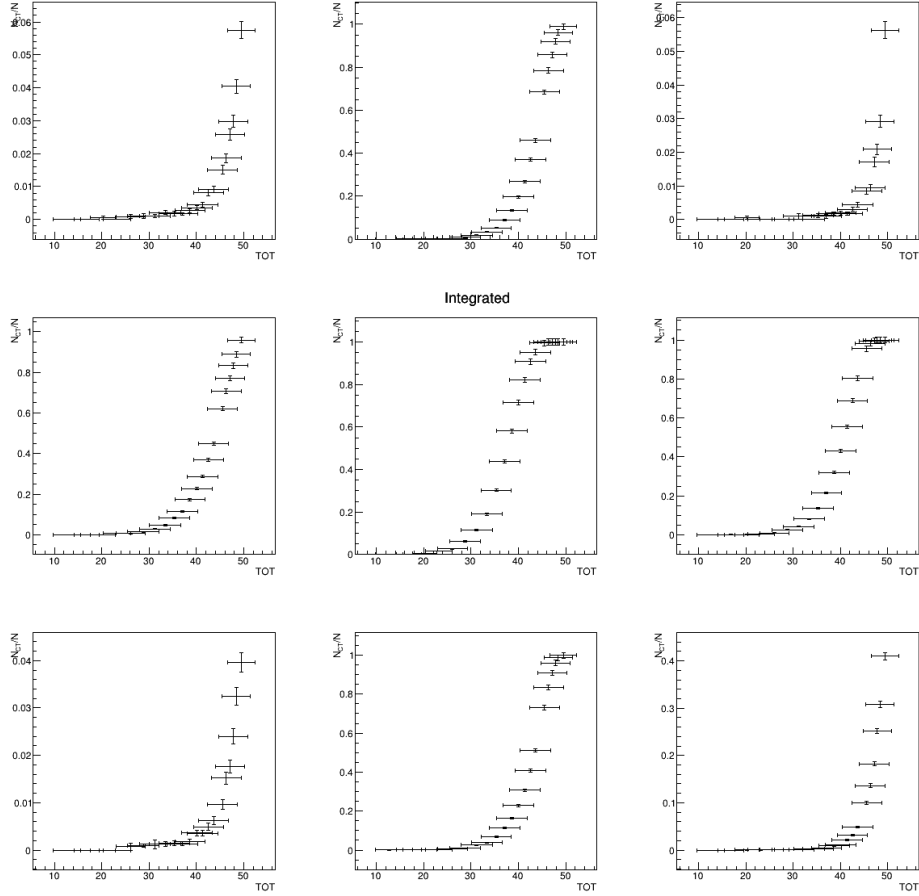 N_CT/N N_CT/N N_CT/N
0.06 1 0.06
0.05 0.8 0.05
0.04 0.6 0.04
0.03 0.4 0.03
0.02 0.2 0.02
0.01 0 0.01
0 0
10 20 30 40 50 10 20 30 40 50 10 20 30 40 50
TOT TOT TOT
Integrated
N_CT/N N_CT/N N_CT/N
1 1 1
0.8 0.8 0.8
0.6 0.6 0.6
0.4 0.4 0.4
0.2 0.2 0.2
0 0 0
10 20 30 40 50 10 20 30 40 50 10 20 30 40 50
TOT TOT TOT
N_CT/N N_CT/N N_CT/N
0.04 1 0.4
0.03 0.8 0.3
0.02 0.6 0.2
0.01 0.4 0.1
0 0.2 0
0
10 20 30 40 50 10 20 30 40 50 10 20 30 40 50
TOT TOT TOT